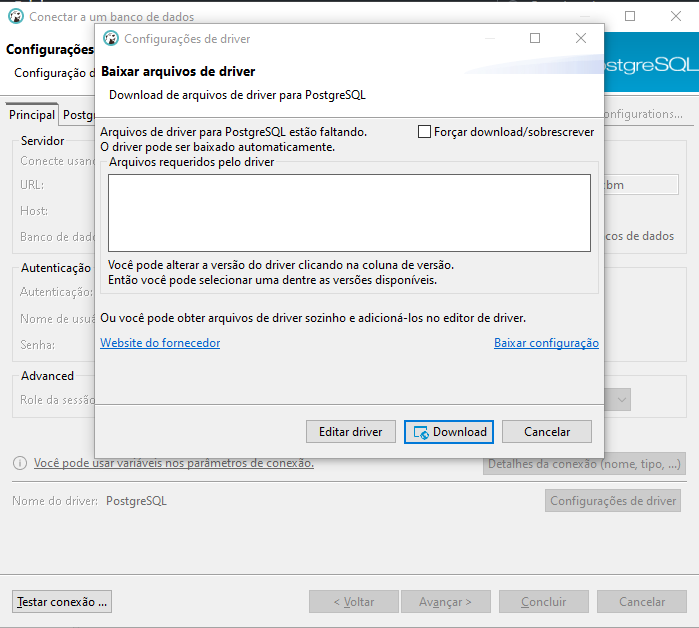 Conectar a um banco de dados
Configurações
Configuração d
stgreSQL
Principal
Postg
onfigurations...
Servidor
Conecte usand
URL:
bm
Host:
Banco de dado
cos de dados
Autenticação
Autenticação:
Nome de usuá
Senha:
Advanced
Role da sessão
Configurações de driver
Baixar arquivos de driver
Download de arquivos de driver para PostgreSQL
Arquivos de driver para PostgreSQL estão faltando.
O driver pode ser baixado automaticamente.
Forçar download/sobrescrever
Arquivos requeridos pelo driver
Você pode alterar a versão do driver clicando na coluna de versão.
Então você pode selecionar uma dentre as versões disponíveis.
Ou você pode obter arquivos de driver sozinho e adicioná-los no editor de driver.
Website do fornecedor
Baixar configuração
Editar driver
Download
Cancelar
Você pode usar variáveis nos parâmetros de conexão.
Detalhes da conexão (nome, tipo, ...)
Nome do driver: PostgreSQL
Configurações de driver
Testar conexão ...
< Voltar
Avançar >
Concluir
Cancelar